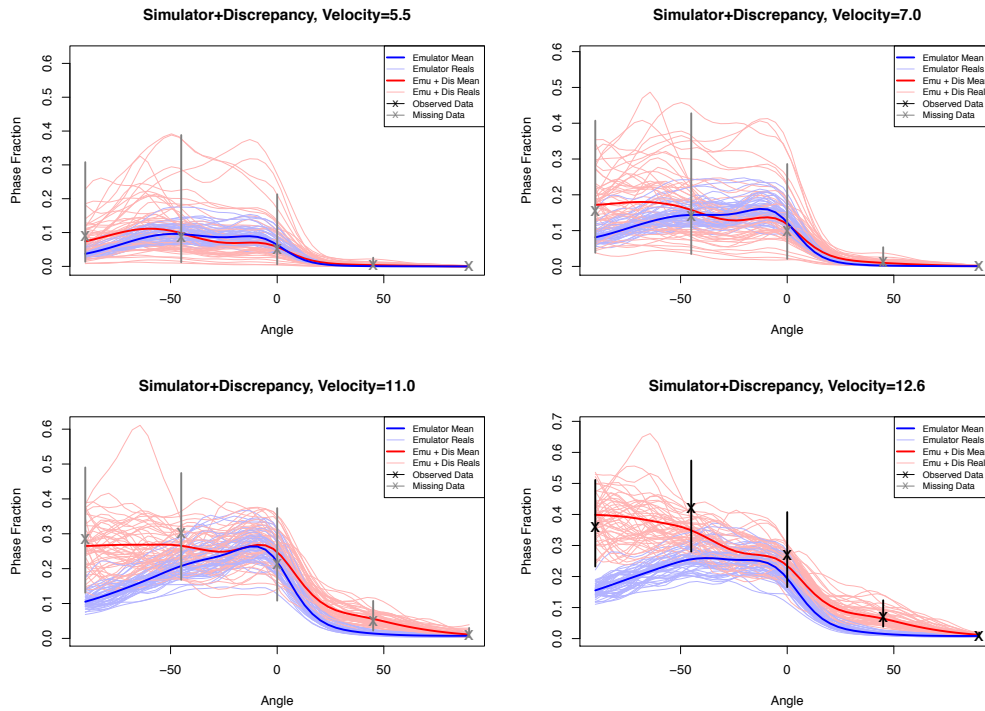 Simulator+Discrepancy, Velocity=5.5
Phase Fraction
0.0 0.1 0.2 0.3 0.4 0.5 0.6
Emulator Mean
Emulator Reals
Emu + Dis Mean
Emu + Dis Reals
Observed Data
Missing Data
−50 0 50
Angle
Simulator+Discrepancy, Velocity=7.0
Phase Fraction
0.0 0.1 0.2 0.3 0.4 0.5 0.6
Emulator Mean
Emulator Reals
Emu + Dis Mean
Emu + Dis Reals
Observed Data
Missing Data
−50 0 50
Angle
Simulator+Discrepancy, Velocity=11.0
Phase Fraction
0.0 0.1 0.2 0.3 0.4 0.5 0.6
Emulator Mean
Emulator Reals
Emu + Dis Mean
Emu + Dis Reals
Observed Data
Missing Data
−50 0 50
Angle
Simulator+Discrepancy, Velocity=12.6
Phase Fraction
0.0 0.1 0.2 0.3 0.4 0.5 0.6 0.7
Emulator Mean
Emulator Reals
Emu + Dis Mean
Emu + Dis Reals
Observed Data
Missing Data
−50 0 50
Angle